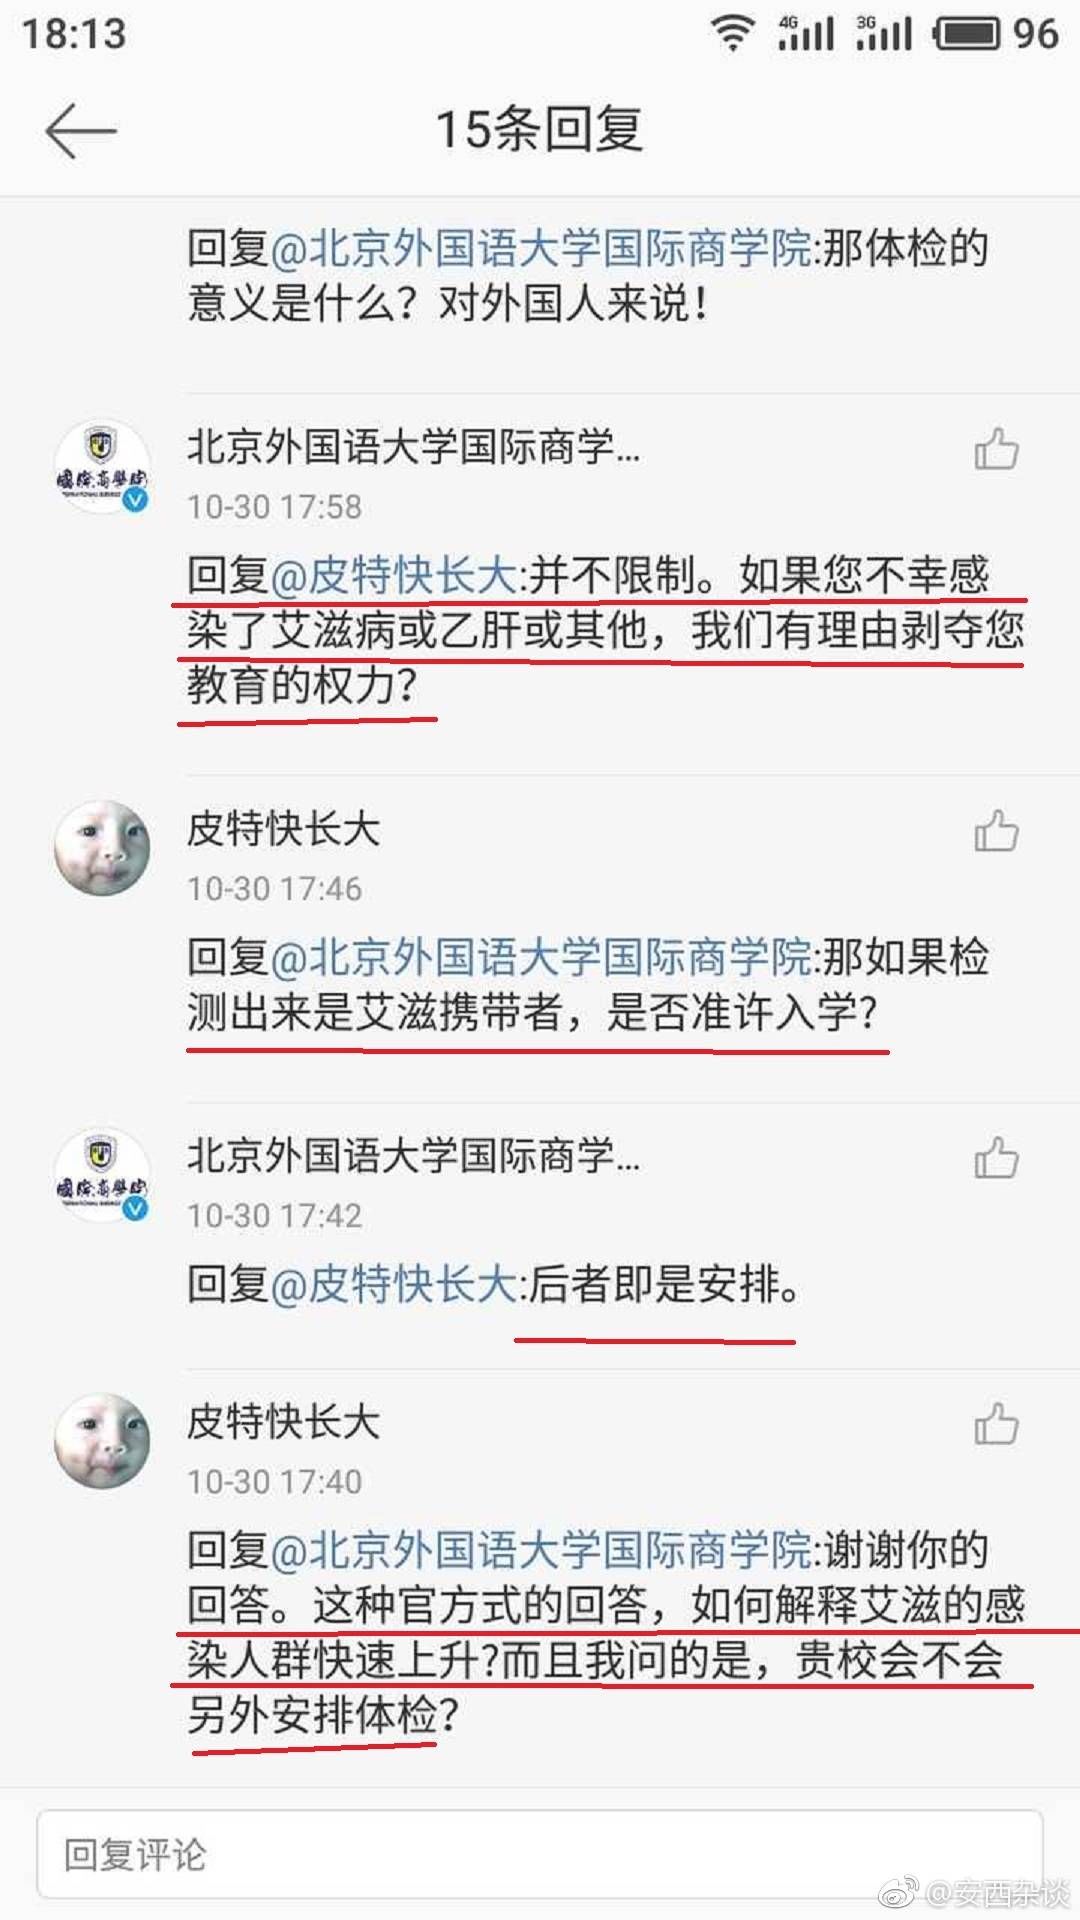 18:13
4G 3G 96
15条回复
回复@北京外国语大学国际商学院:那体检的
意义是什么？对外国人来说！
國際商學院
北京外国语大学国际商学...
10-30 17:58
回复@皮特快长大:并不限制。如果您不幸感
染了艾滋病或乙肝或其他，我们有理由剥夺您
教育的权力？
皮特快长大
10-30 17:46
回复@北京外国语大学国际商学院:那如果检
测出来是艾滋携带者，是否准许入学?
國際商學院
北京外国语大学国际商学...
10-30 17:42
回复@皮特快长大:后者即是安排。
皮特快长大
10-30 17:40
回复@北京外国语大学国际商学院:谢谢你的
回答。这种官方式的回答，如何解释艾滋的感
染人群快速上升?而且我问的是，贵校会不会
另外安排体检？
回复评论
@安西杂谈